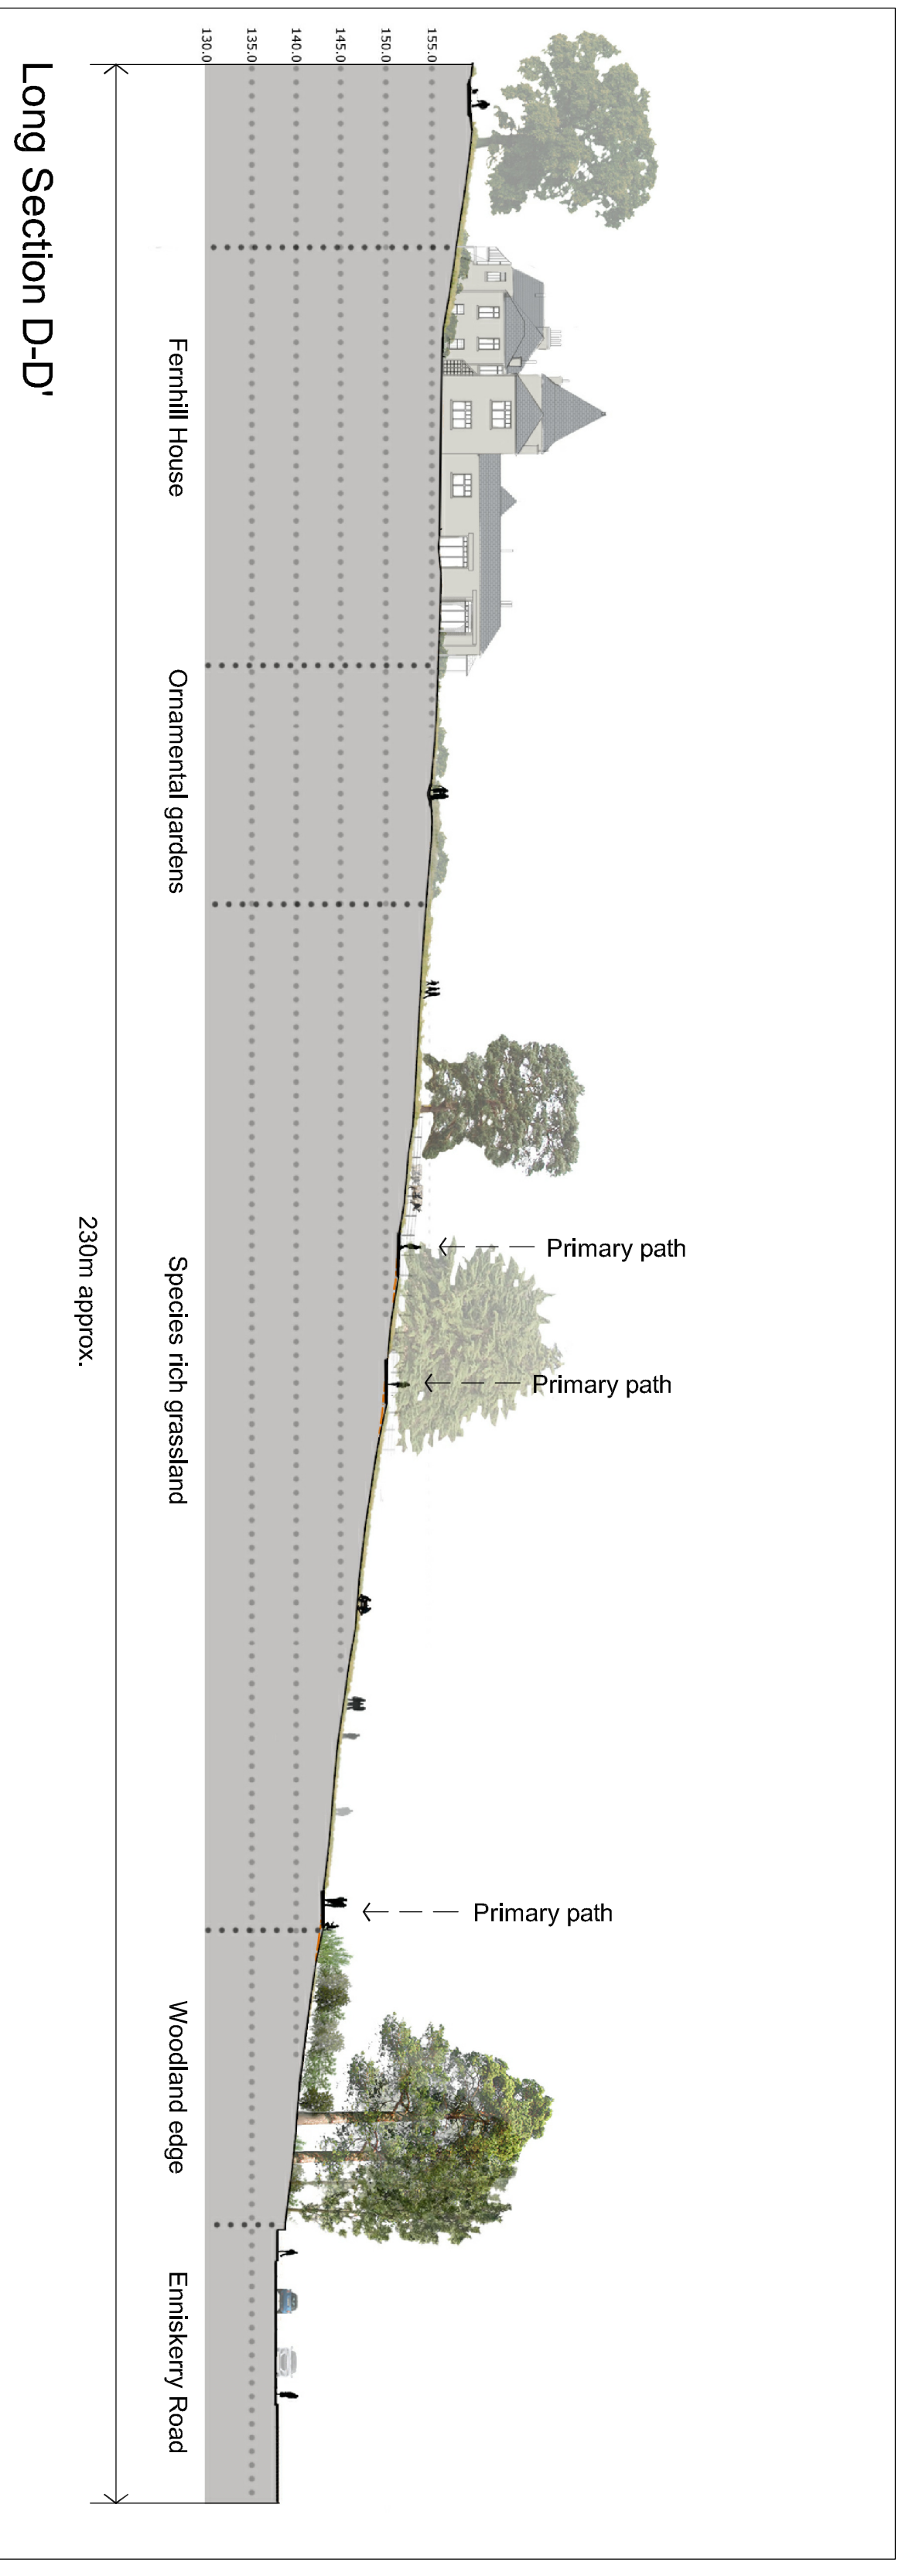 155.0
150.0
145.0
140.0
135.0
130.0
Primary path
Primary path
Primary path
Fernhill House
Ornamental gardens
Species rich grassland
Woodland edge
Enniskerry Road
230m approx.
Long Section D-D'